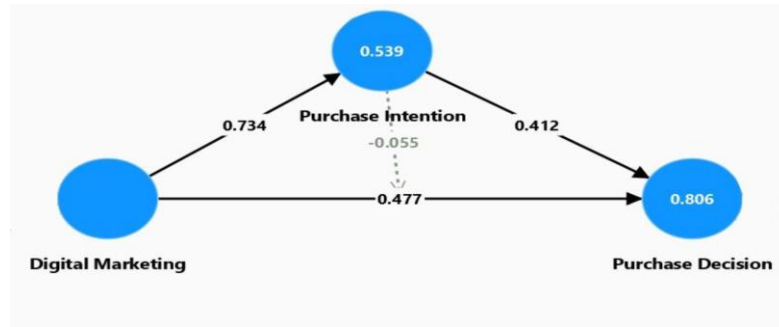 0.539
Purchase Intention
0.734
0.412
-0.055
0.477
0.806
Digital Marketing
Purchase Decision